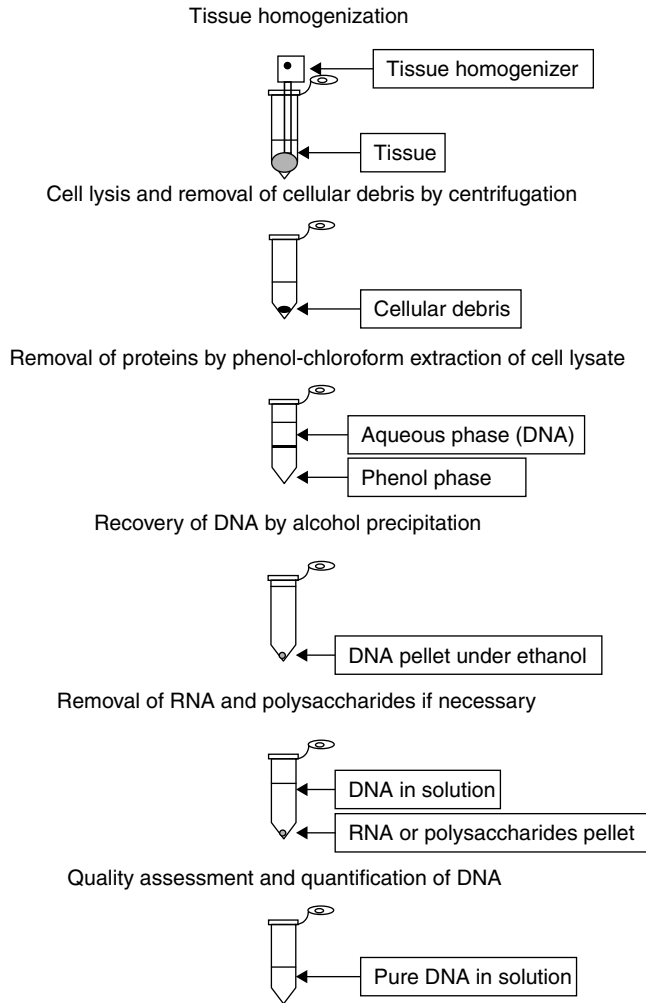 Tissue homogenization
Tissue homogenizer
Tissue
Cell lysis and removal of cellular debris by centrifugation
Cellular debris
Removal of proteins by phenol-chloroform extraction of cell lysate
Aqueous phase (DNA)
Phenol phase
Recovery of DNA by alcohol precipitation
DNA pellet under ethanol
Removal of RNA and polysaccharides if necessary
DNA in solution
RNA or polysaccharides pellet
Quality assessment and quantification of DNA
Pure DNA in solution